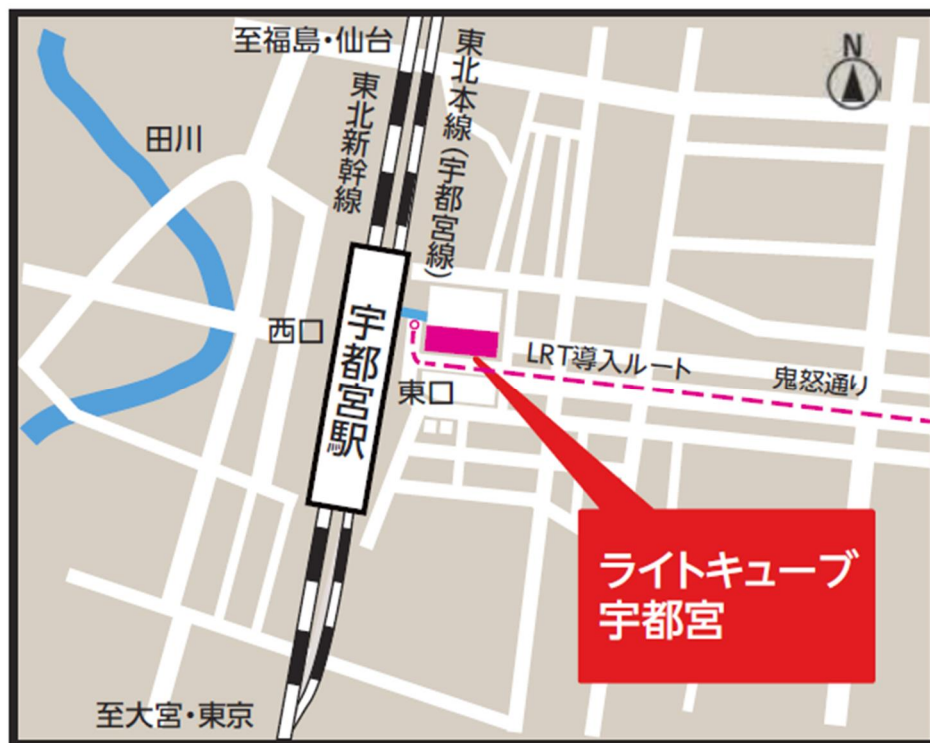 至福島・仙台
東北本線(宇都宮線)
東北新幹線
N
田川
西口
宇都宮駅
東口
LRT導入ルート
鬼怒通り
ライトキューブ
宇都宮
至大宮・東京